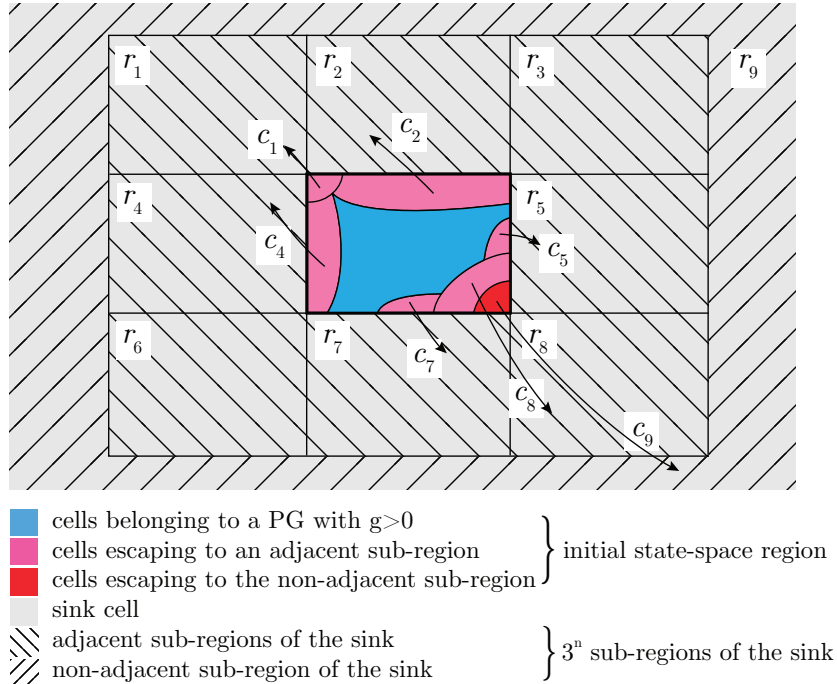 r₁ r₂ r₃ r₉
c₁ c₂
r₄ r₅
c₄ c₅
r₆ r₇ r₈
c₇
c₈
c₉
cells belonging to a PG with g>0
cells escaping to an adjacent sub-region
cells escaping to the non-adjacent sub-region
initial state-space region
sink cell
adjacent sub-regions of the sink
non-adjacent sub-region of the sink
3ⁿ sub-regions of the sink